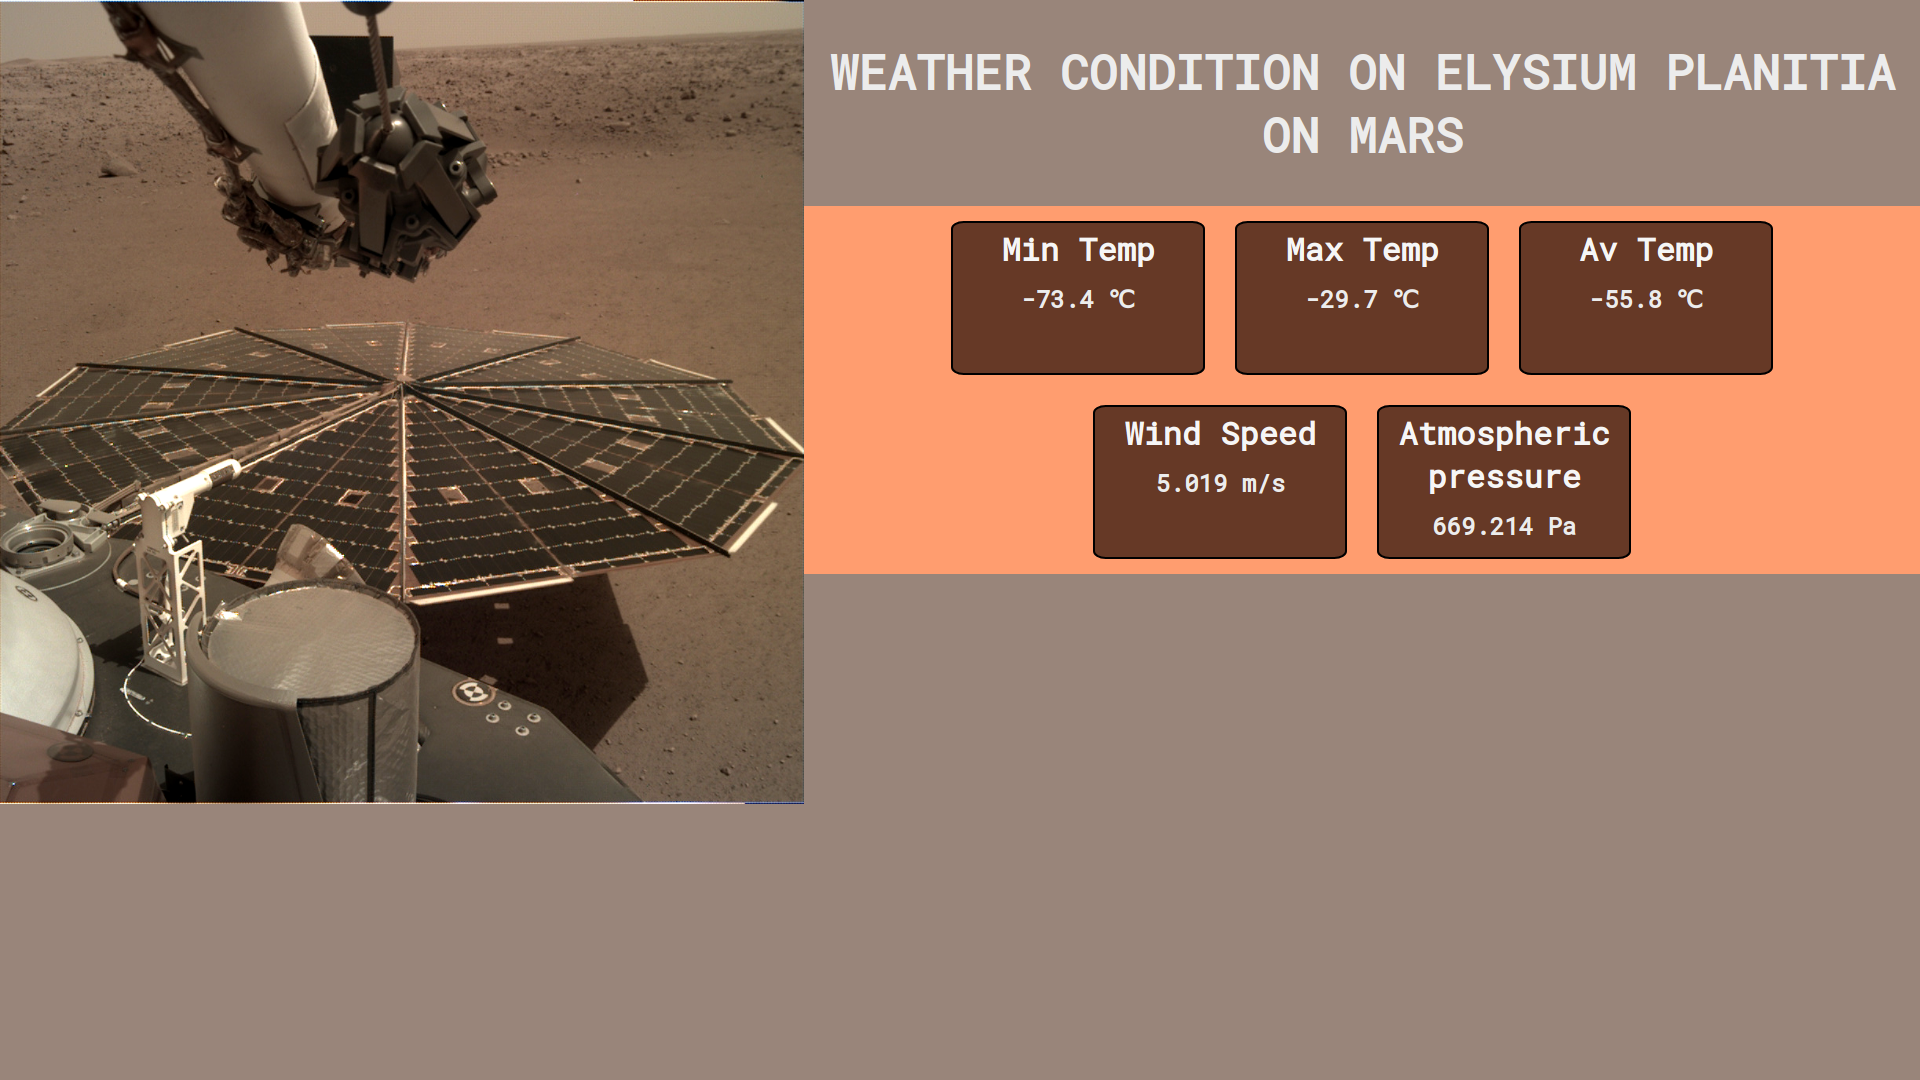 WEATHER CONDITION ON ELYSIUM PLANITIA
ON MARS
Min Temp
-73.4 ℃
Max Temp
-29.7 ℃
Av Temp
-55.8 ℃
Wind Speed
5.019 m/s
Atmospheric
pressure
669.214 Pa